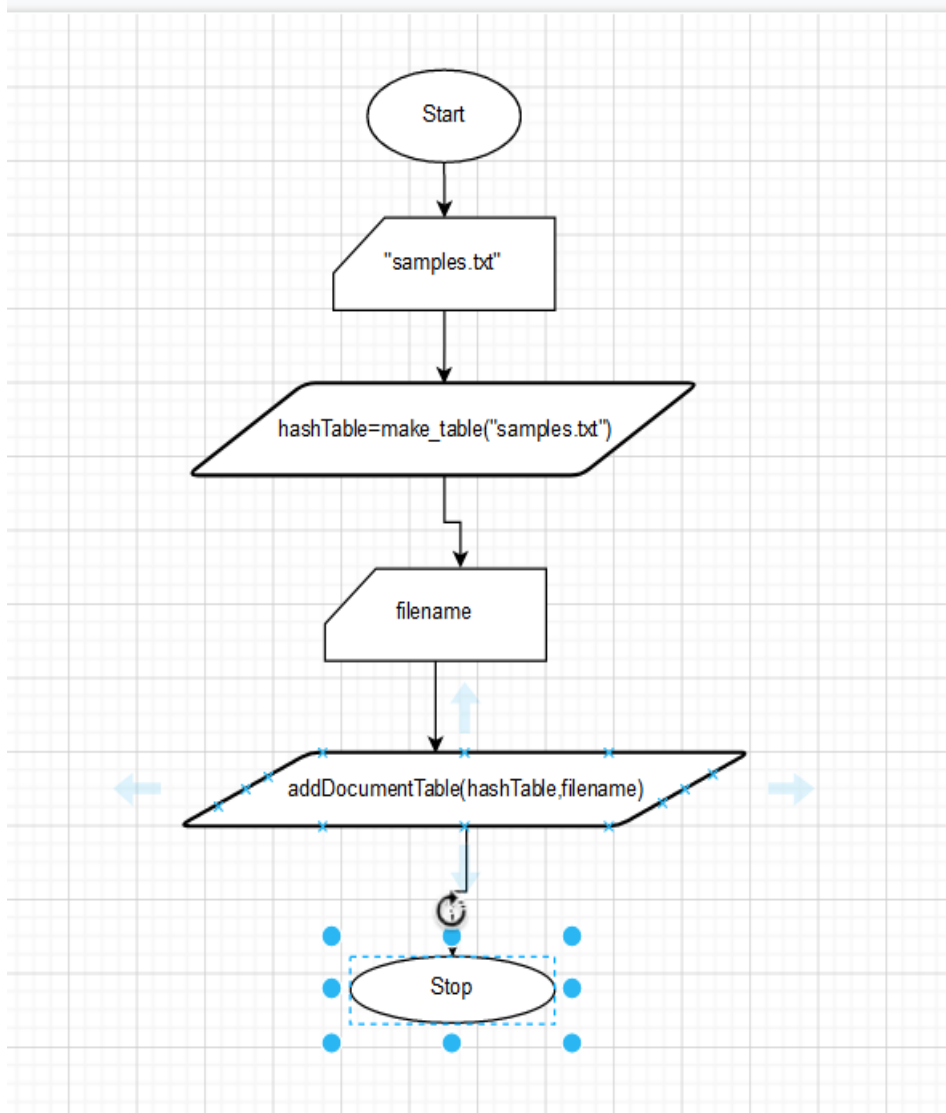 Start
"samples.txt"
hashTable=make_table("samples.txt")
filename
addDocumentTable(hashTable,filename)
Stop